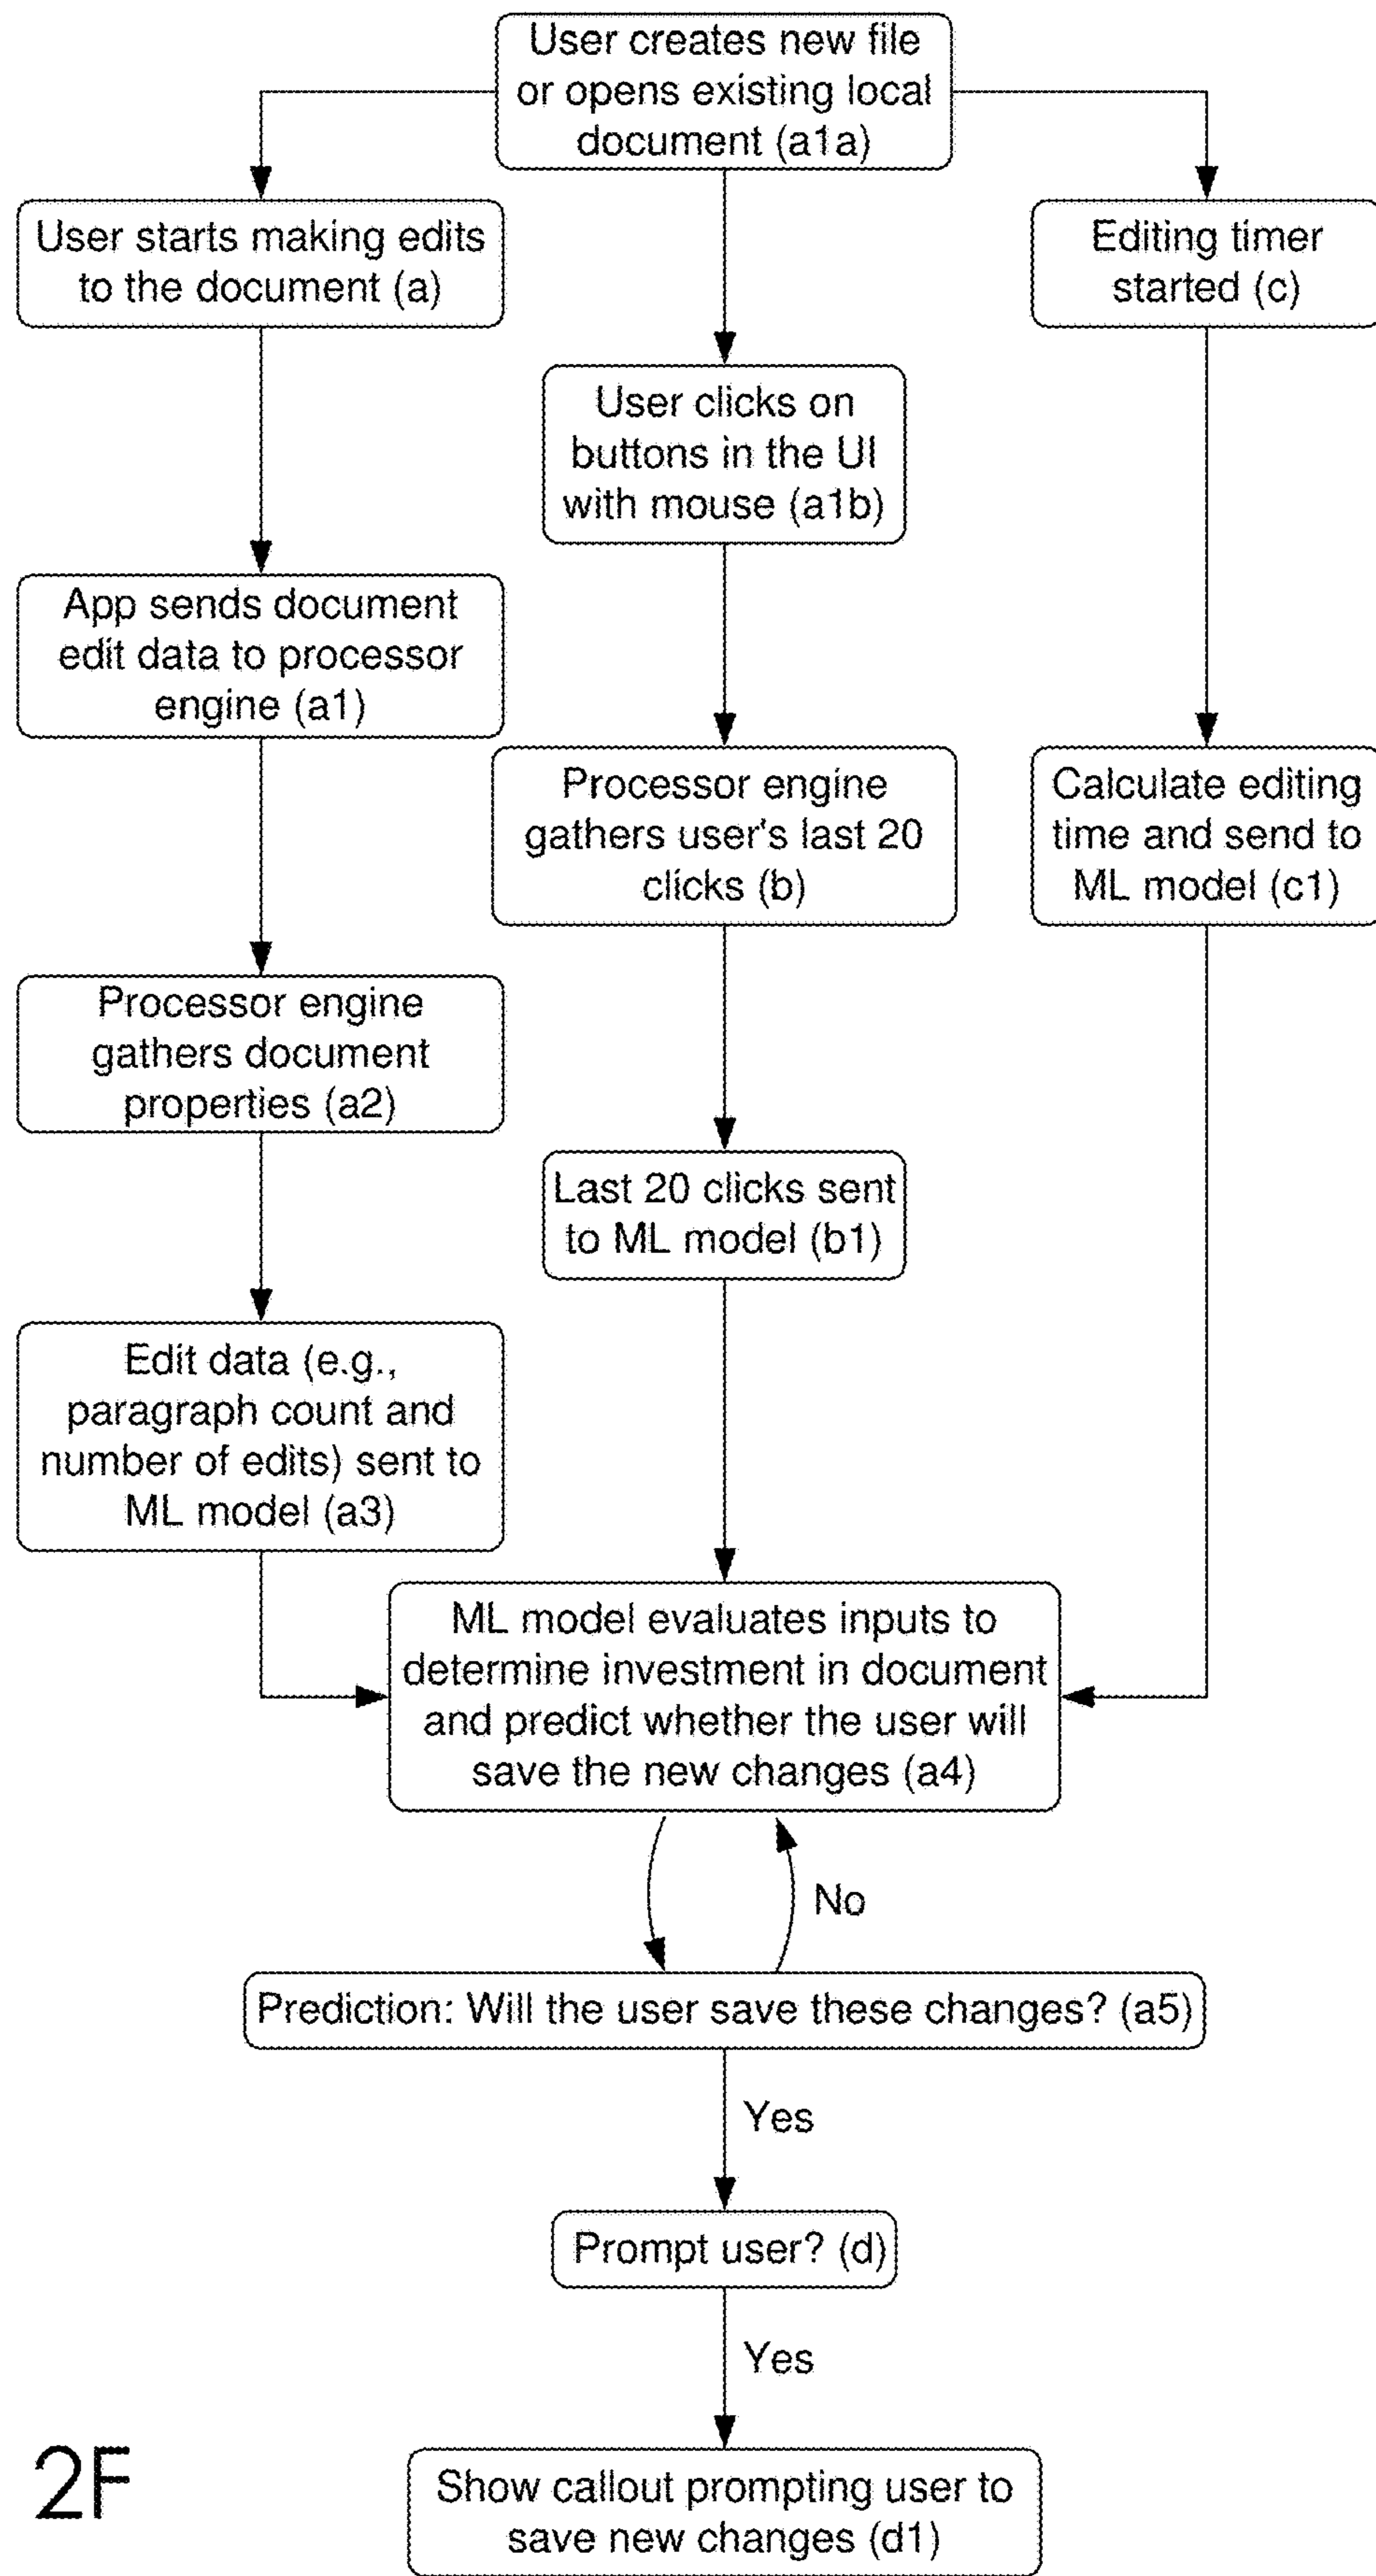 User creates new file
or opens existing local
document (a1a)
User starts making edits
to the document (a)
Editing timer
started (c)
User clicks on
buttons in the UI
with mouse (a1b)
App sends document
edit data to processor
engine (a1)
Processor engine
gathers user's last 20
clicks (b)
Calculate editing
time and send to
ML model (c1)
Processor engine
gathers document
properties (a2)
Last 20 clicks sent
to ML model (b1)
Edit data (e.g.,
paragraph count and
number of edits) sent to
ML model (a3)
ML model evaluates inputs to
determine investment in document
and predict whether the user will
save the new changes (a4)
No
Prediction: Will the user save these changes? (a5)
Yes
Prompt user? (d)
Yes
Show callout prompting user to
save new changes (d1)
2F